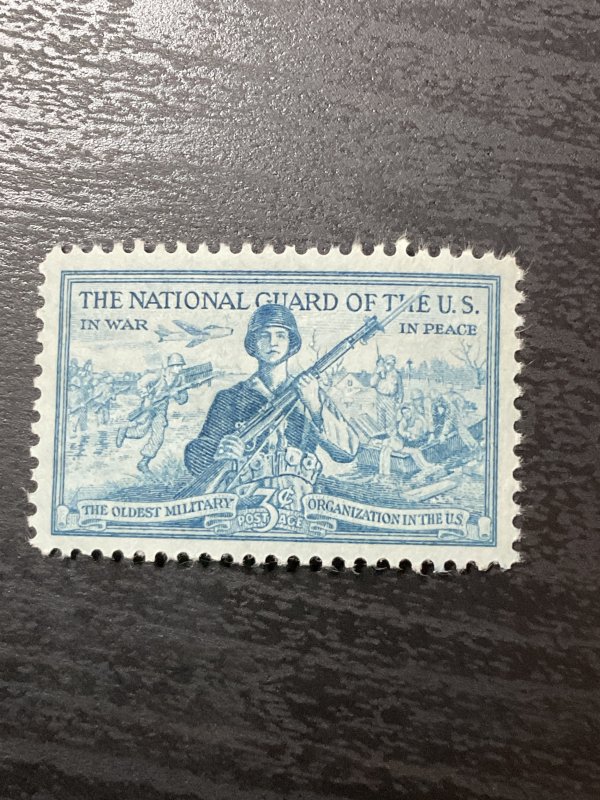 THE NATIONAL GUARD OF THE U.S.
IN WAR
IN PEACE
THE OLDEST MILITARY
3¢
ORGANIZATION IN THE U.S.
POSTAGE